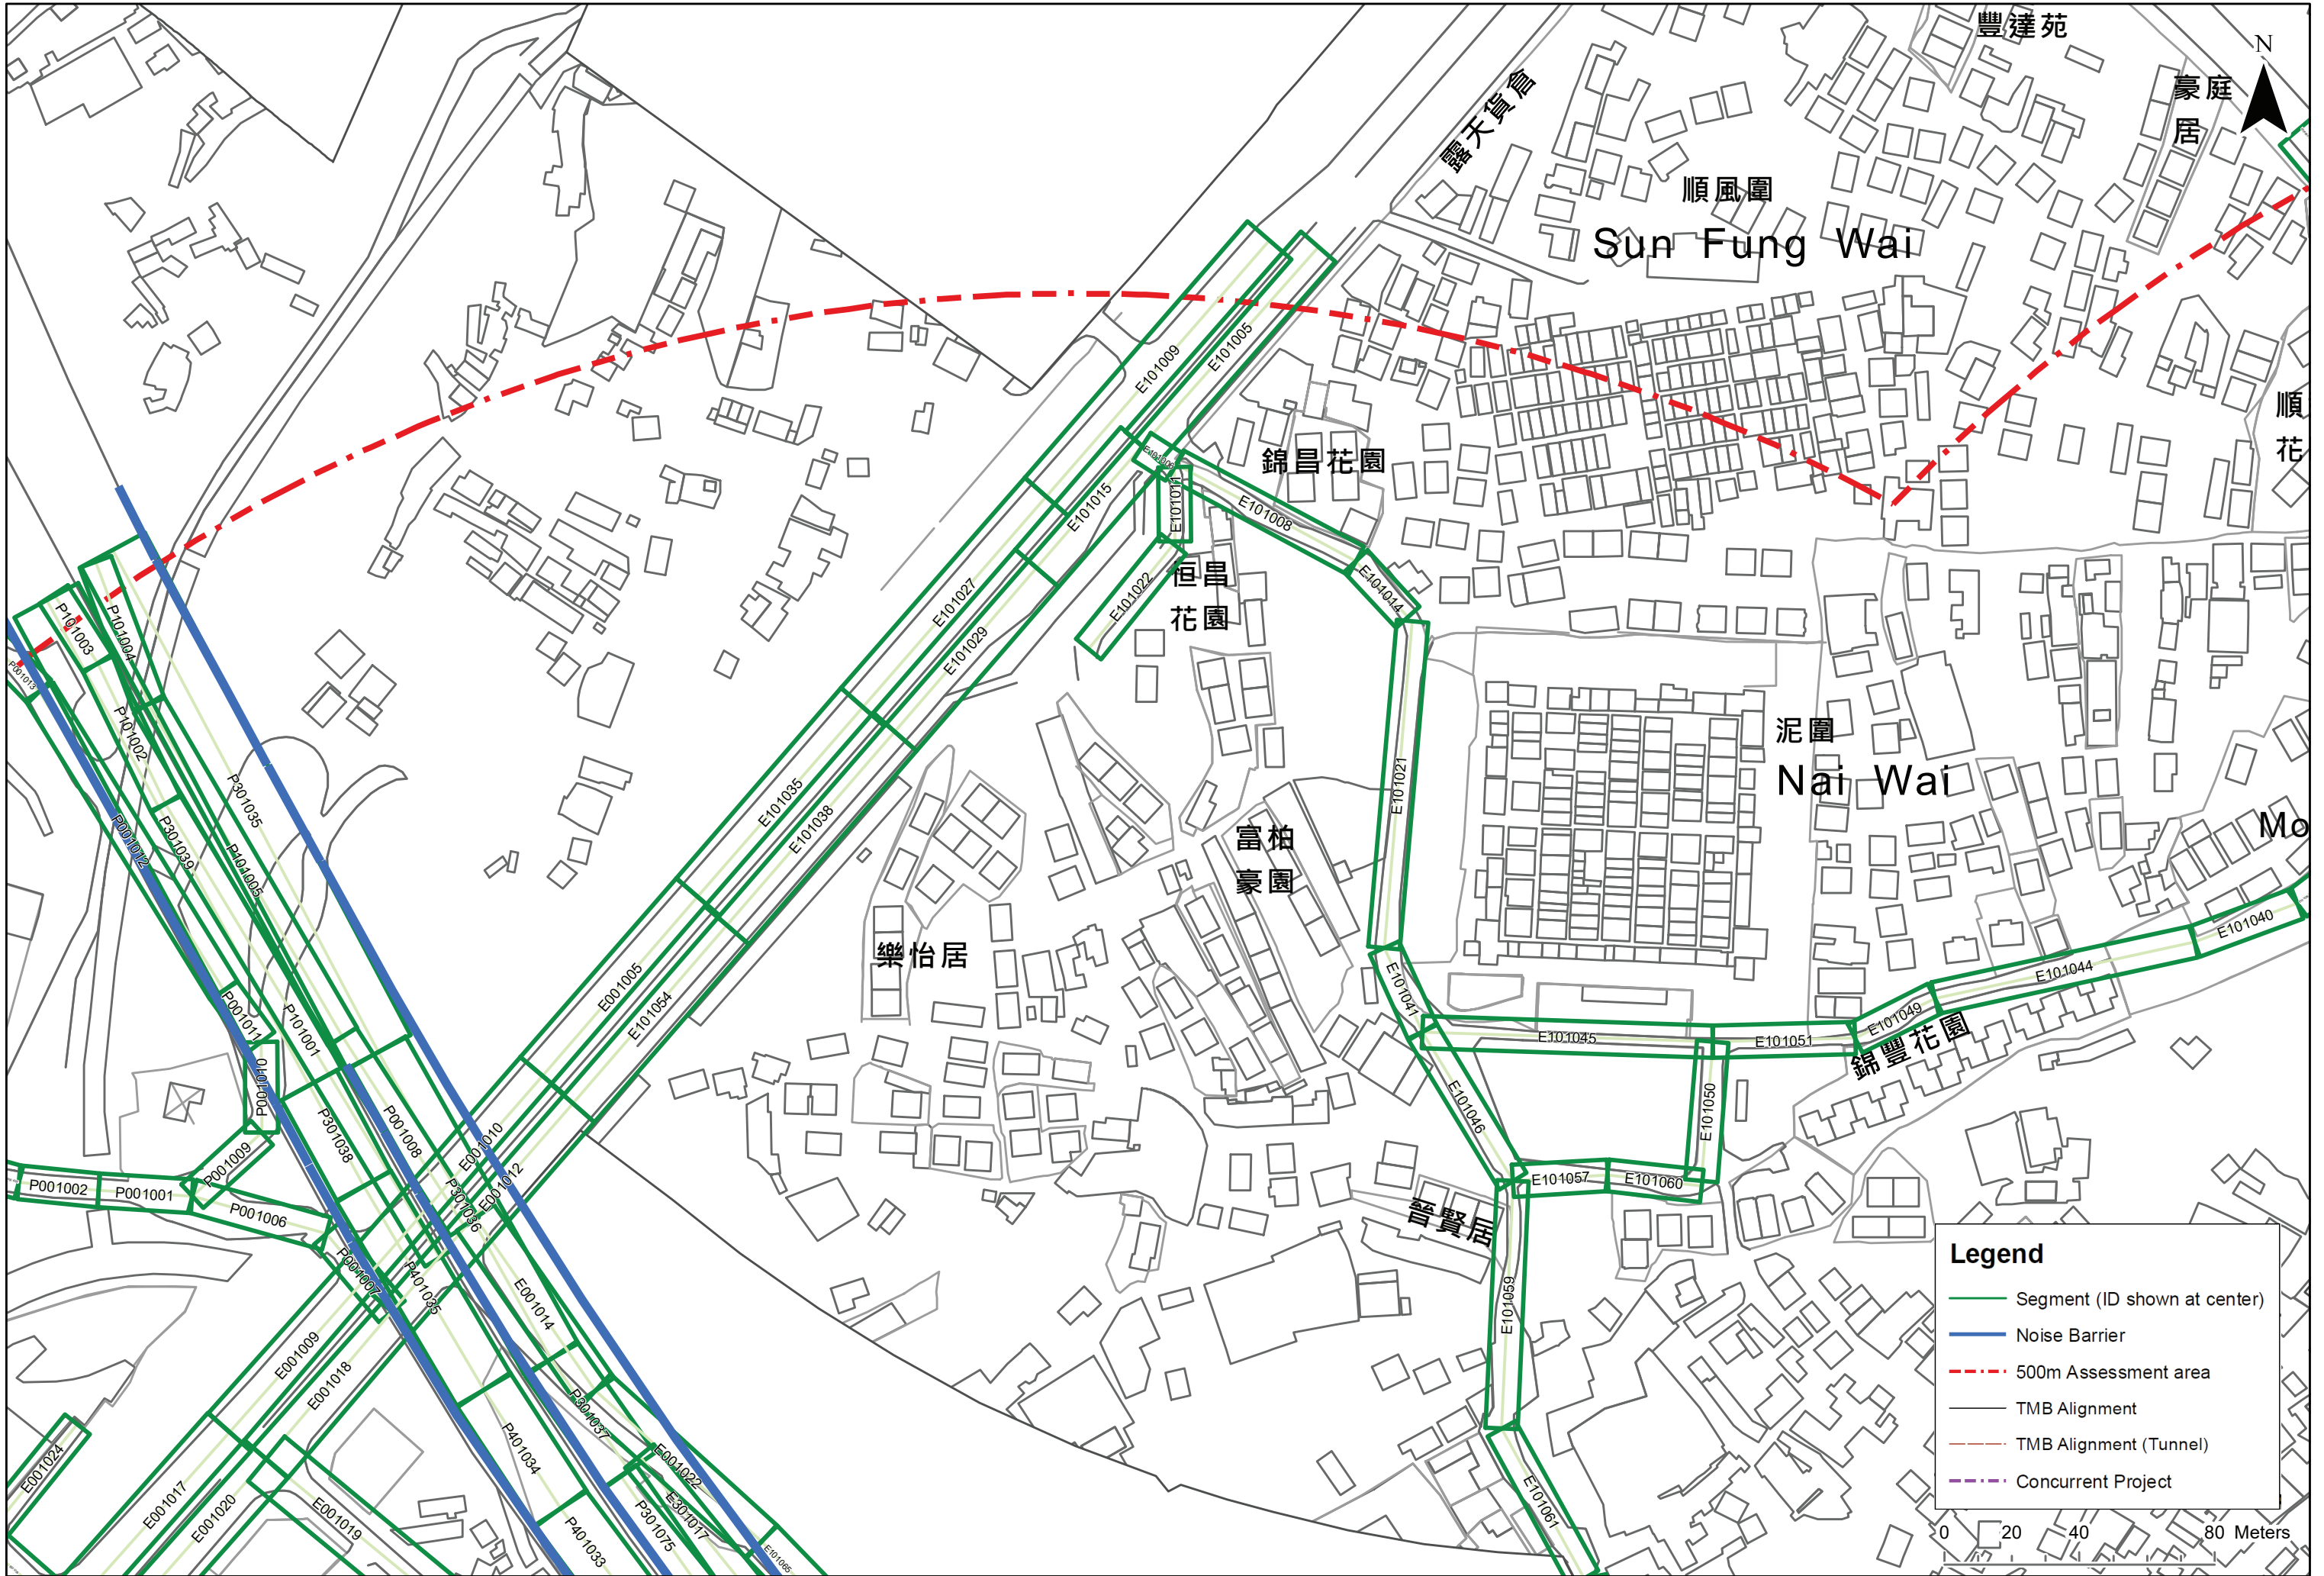 豐達苑
N
豪庭
居
露天貨倉
順風圍
Sun Fung Wai
順
花
錦昌花園
恒昌
花園
泥圍
Nai Wai
Mo
富柏
豪園
樂怡居
錦豐花園
晉賢居
E101009
E101005
E101015
E101011
E101008
E101014
E101022
E101027
E101029
E101021
E101035
E101038
E001005
E101054
E101041
E101045
E101051
E101049
E101044
E101040
E101046
E101050
E101057
E101060
E101059
E101061
P101003
P101004
P001013
P101002
P301035
P001012
P301039
P101005
P001011
P101001
P001010
P301038
P001008
E001010
E001012
P001009
P001002
P001001
P001006
P301036
P001007
P401035
E001014
E001009
E001018
P301037
P401034
E001022
E001024
E001017
E001020
E001019
P401033
P301075
E301017
E101065
Legend
Segment (ID shown at center)
Noise Barrier
500m Assessment area
TMB Alignment
TMB Alignment (Tunnel)
Concurrent Project
0 20 40 80 Meters